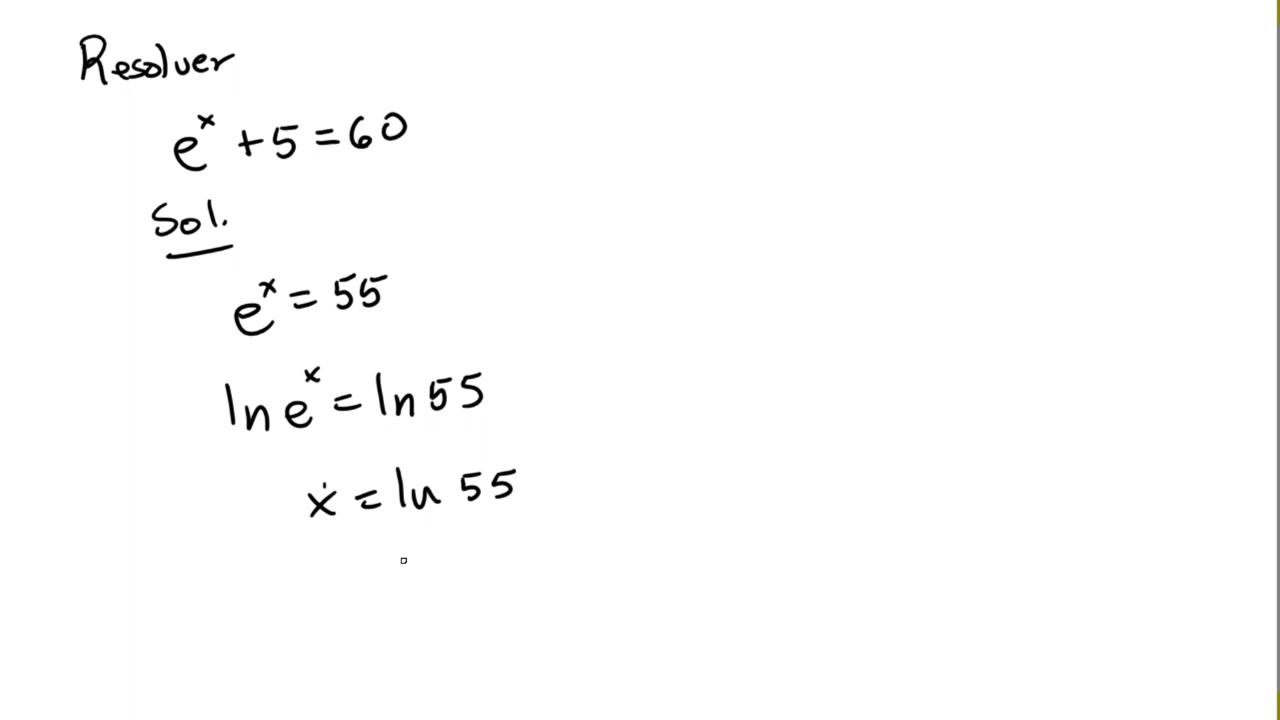 Resolver
e^x + 5 = 60
Sol.
e^x = 55
ln e^x = ln 55
x = ln 55